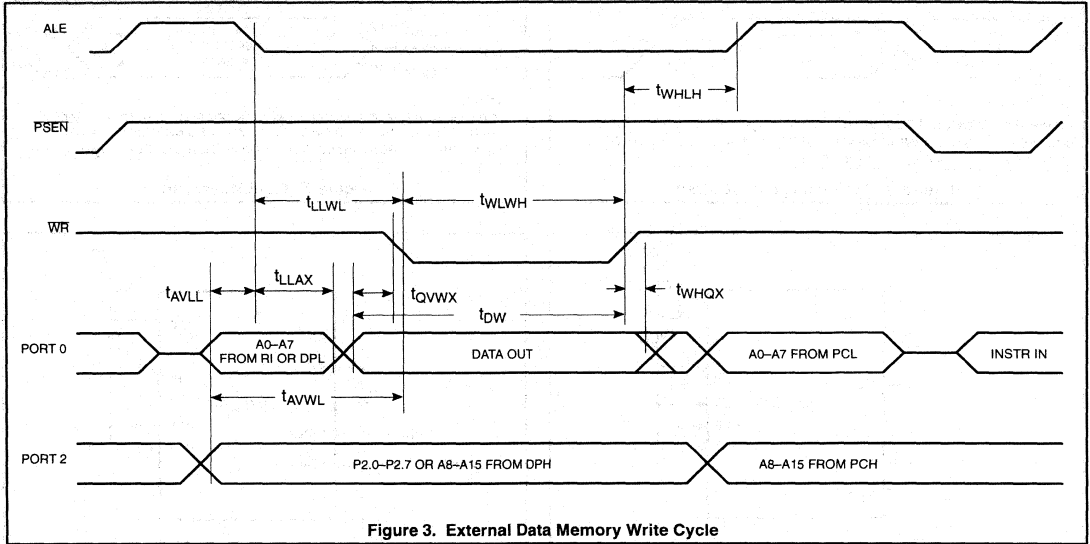 ALE
tWHLH
PSEN
tLLWL
tWLWH
WR
tAVLL
tLLAX
tQVWX
tWHQX
tDW
PORT 0
A0–A7
FROM RI OR DPL
DATA OUT
A0–A7 FROM PCL
INSTR IN
tAVWL
PORT 2
P2.0–P2.7 OR A8–A15 FROM DPH
A8–A15 FROM PCH
Figure 3. External Data Memory Write Cycle